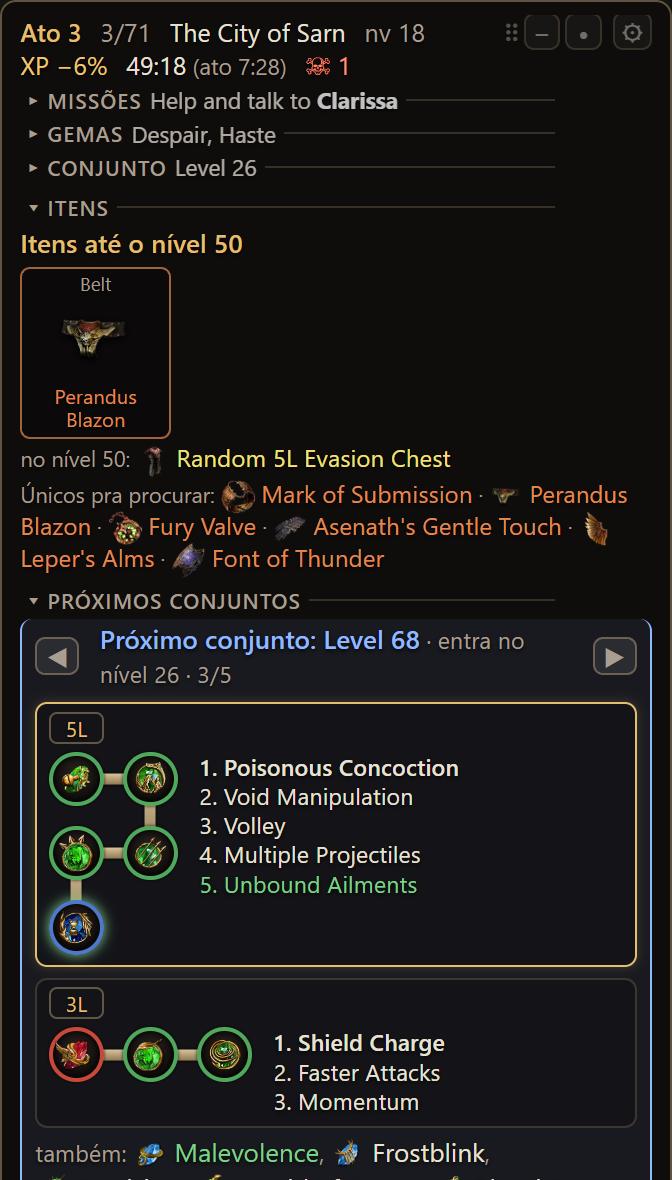 Ato 3 3/71 The City of Sarn nv 18
XP −6% 49:18 (ato 7:28) 1
MISSÕES Help and talk to Clarissa
GEMAS Despair, Haste
CONJUNTO Level 26
ITENS
Itens até o nível 50
Belt
Perandus
Blazon
no nível 50: Random 5L Evasion Chest
Únicos pra procurar: Mark of Submission · Perandus
Blazon · Fury Valve · Asenath's Gentle Touch ·
Leper's Alms · Font of Thunder
PRÓXIMOS CONJUNTOS
Próximo conjunto: Level 68 · entra no
nível 26 · 3/5
5L
1. Poisonous Concoction
2. Void Manipulation
3. Volley
4. Multiple Projectiles
5. Unbound Ailments
3L
1. Shield Charge
2. Faster Attacks
3. Momentum
também: Malevolence, Frostblink,